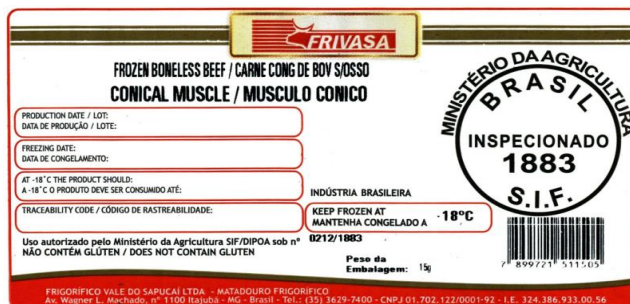 FRIVASA
FROZEN BONELESS BEEF / CARNE CONG DE BOV S/OSSO
CONICAL MUSCLE / MUSCULO CONICO
PRODUCTION DATE / LOT:
DATA DE PRODUÇÃO / LOTE:
FREEZING DATE:
DATA DE CONGELAMENTO:
AT -18°C THE PRODUCT SHOULD:
A -18°C O PRODUTO DEVE SER CONSUMIDO ATÉ:
TRACEABILITY CODE / CÓDIGO DE RASTREABILIDADE:
INDÚSTRIA BRASILEIRA
KEEP FROZEN AT
MANTENHA CONGELADO A -18°C
Uso autorizado pelo Ministério da Agricultura SIF/DIPOA sob nº 0212/1883
NÃO CONTÉM GLÚTEN / DOES NOT CONTAIN GLUTEN
Peso da
Embalagem: 15g
MINISTÉRIO DA AGRICULTURA
BRASIL
INSPECIONADO
1883
S.I.F.
7 899721 511505
FRIGORÍFICO VALE DO SAPUCAÍ LTDA - MATADOURO FRIGORÍFICO
Av. Wagner L. Machado, nº 1100 Itajubá - MG - Brasil - Tel.: (35) 3629-7400 - CNPJ 01.702.122/0001-92 - I.E. 324.386.933.00.56